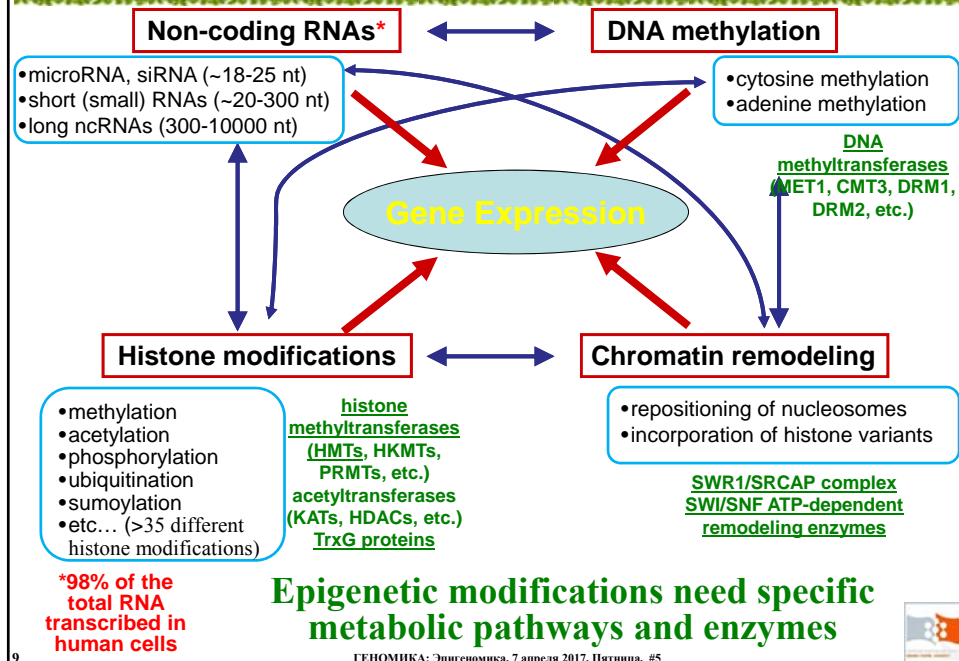 Non-coding RNAs*
DNA methylation
•microRNA, siRNA (~18-25 nt)
•short (small) RNAs (~20-300 nt)
•long ncRNAs (300-10000 nt)
•cytosine methylation
•adenine methylation
DNA
methyltransferases
(MET1, CMT3, DRM1,
DRM2, etc.)
Gene Expression
Histone modifications
Chromatin remodeling
•methylation
•acetylation
•phosphorylation
•ubiquitination
•sumoylation
•etc… (>35 different
histone modifications)
histone
methyltransferases
(HMTs, HKMTs,
PRMTs, etc.)
acetyltransferases
(KATs, HDACs, etc.)
TrxG proteins
•repositioning of nucleosomes
•incorporation of histone variants
SWR1/SRCAP complex
SWI/SNF ATP-dependent
remodeling enzymes
*98% of the
total RNA
transcribed in
human cells
Epigenetic modifications need specific
metabolic pathways and enzymes
9
ГЕНОМИКА: Эпигеномика, 7 апреля 2017, Пятница, #5